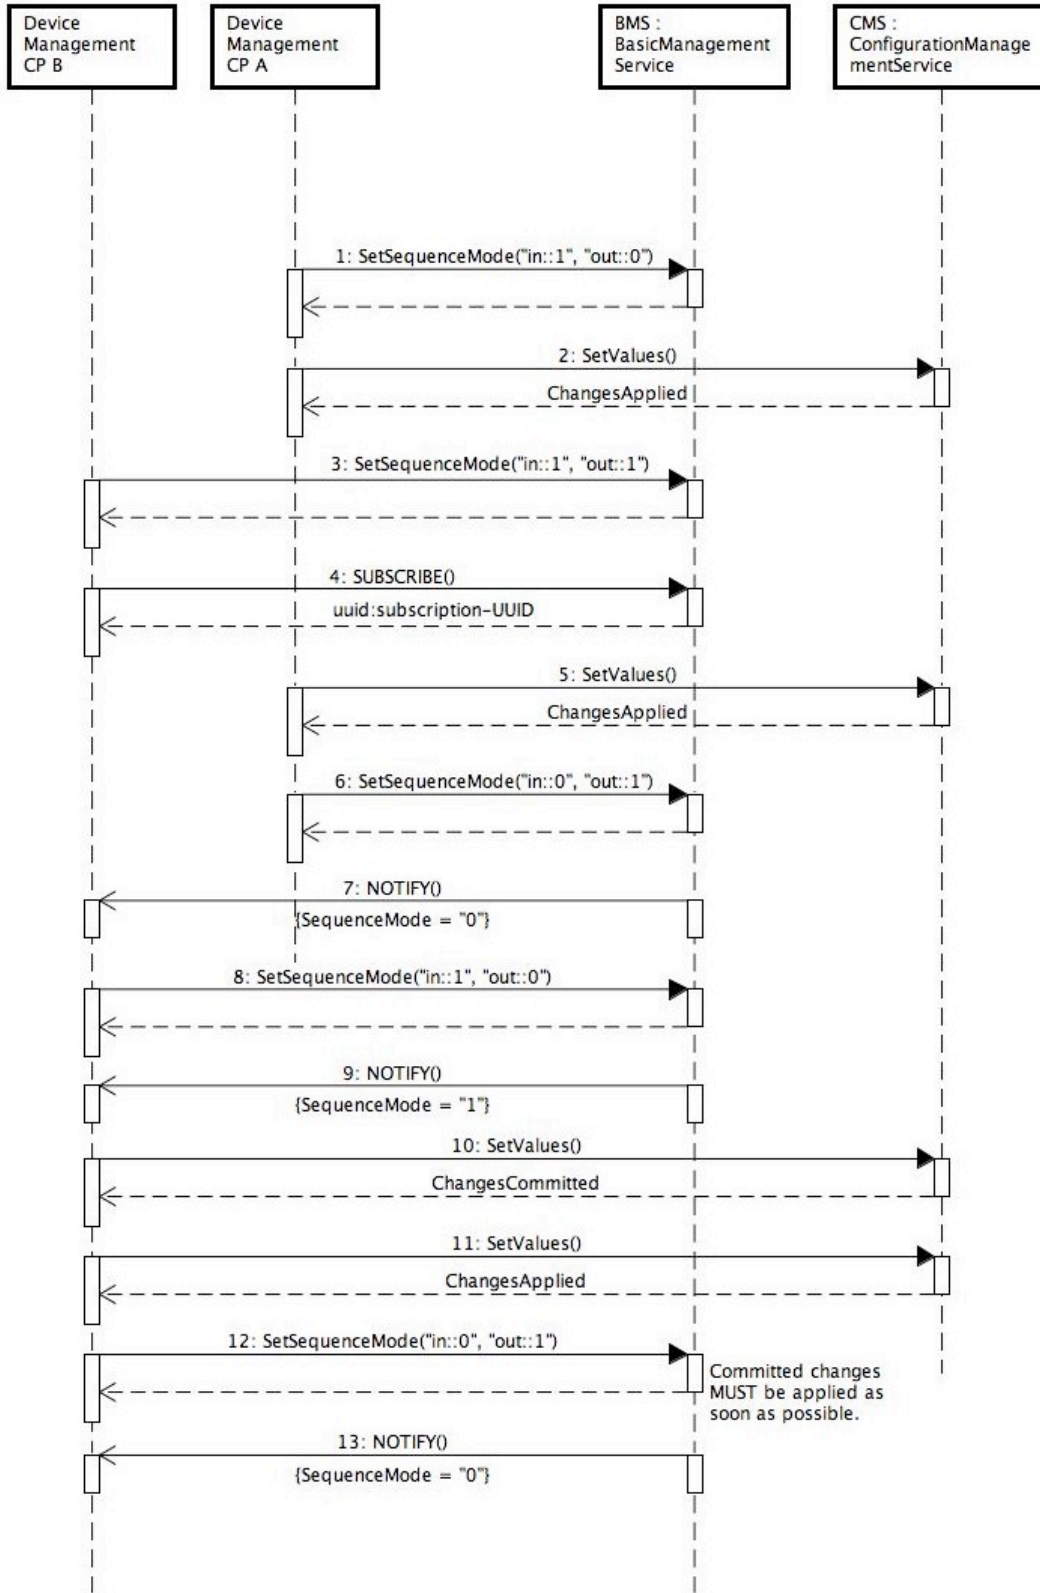 Device
Management
CP B
Device
Management
CP A
BMS :
BasicManagement
Service
CMS :
ConfigurationManage
mentService
1: SetSequenceMode("in::1", "out::0")
2: SetValues()
ChangesApplied
3: SetSequenceMode("in::1", "out::1")
4: SUBSCRIBE()
uuid:subscription-UUID
5: SetValues()
ChangesApplied
6: SetSequenceMode("in::0", "out::1")
7: NOTIFY()
{SequenceMode = "0"}
8: SetSequenceMode("in::1", "out::0")
9: NOTIFY()
{SequenceMode = "1"}
10: SetValues()
ChangesCommitted
11: SetValues()
ChangesApplied
12: SetSequenceMode("in::0", "out::1")
Committed changes
MUST be applied as
soon as possible.
13: NOTIFY()
{SequenceMode = "0"}